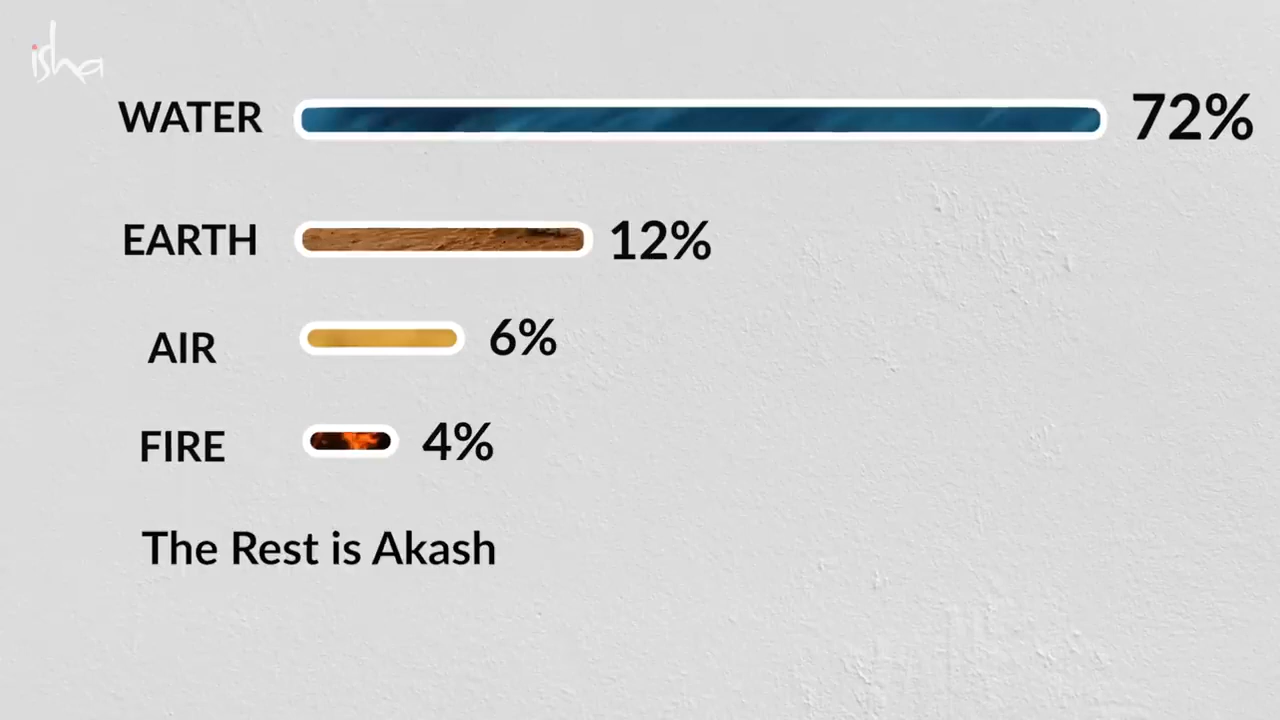 isha
WATER 72%
EARTH 12%
AIR 6%
FIRE 4%
The Rest is Akash